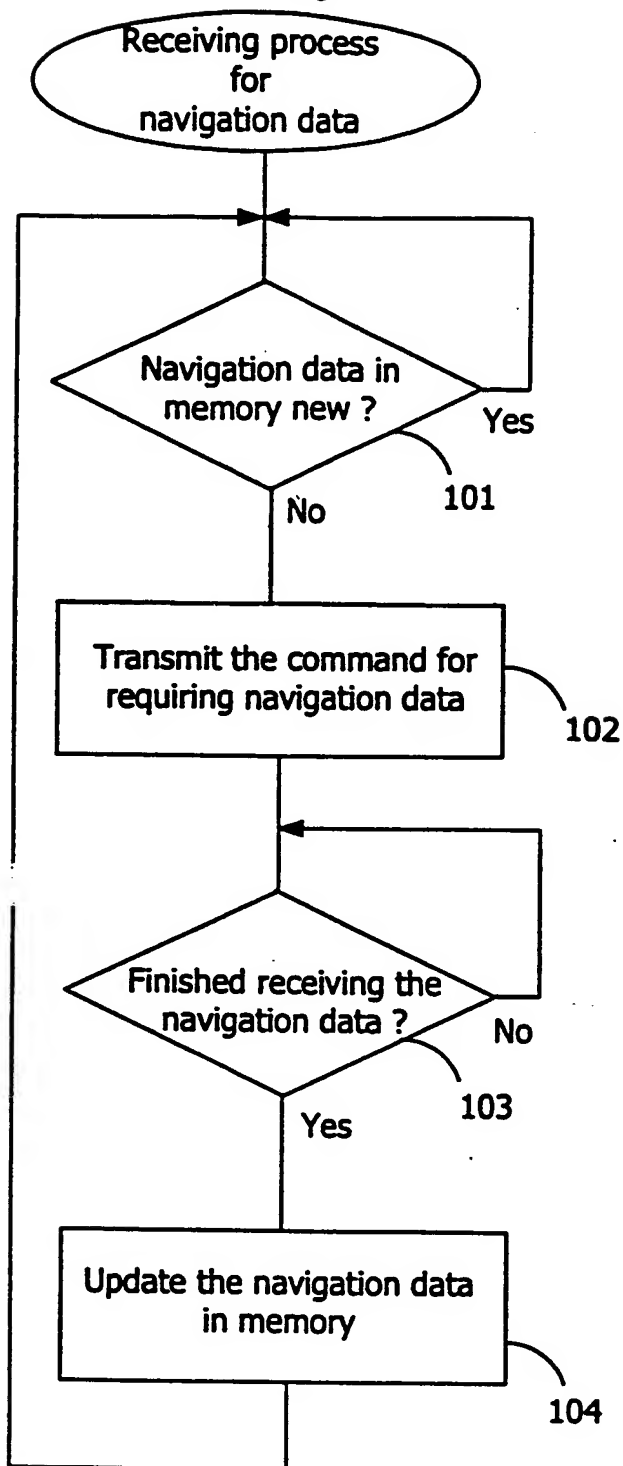 Receiving process
for
navigation data
Navigation data in
memory new ?
Yes
101
No
Transmit the command for
requiring navigation data
102
Finished receiving the
navigation data ?
No
103
Yes
Update the navigation data
in memory
104